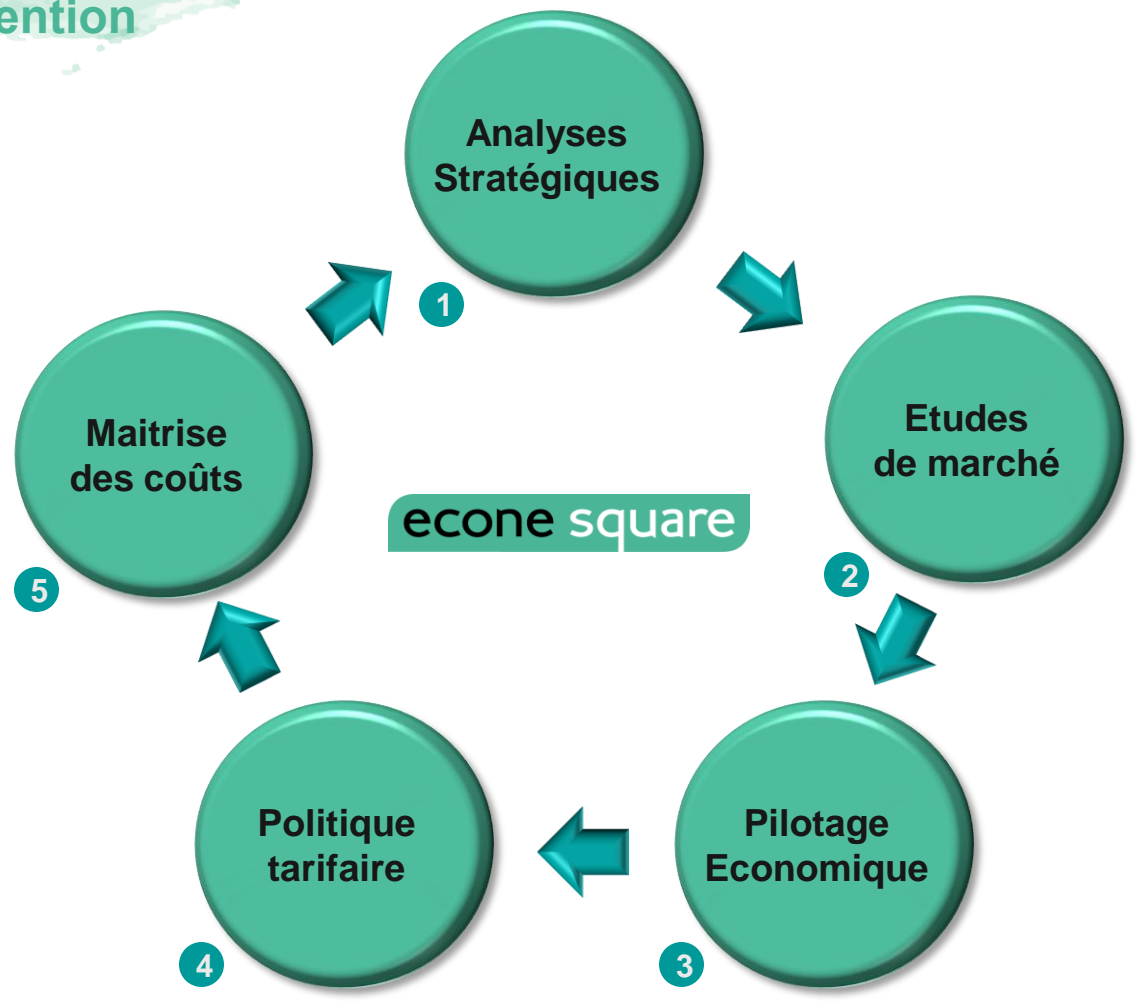 ention
Analyses
Stratégiques
1
Etudes
de marché
2
Pilotage
Economique
3
Politique
tarifaire
4
Maitrise
des coûts
5
econe square